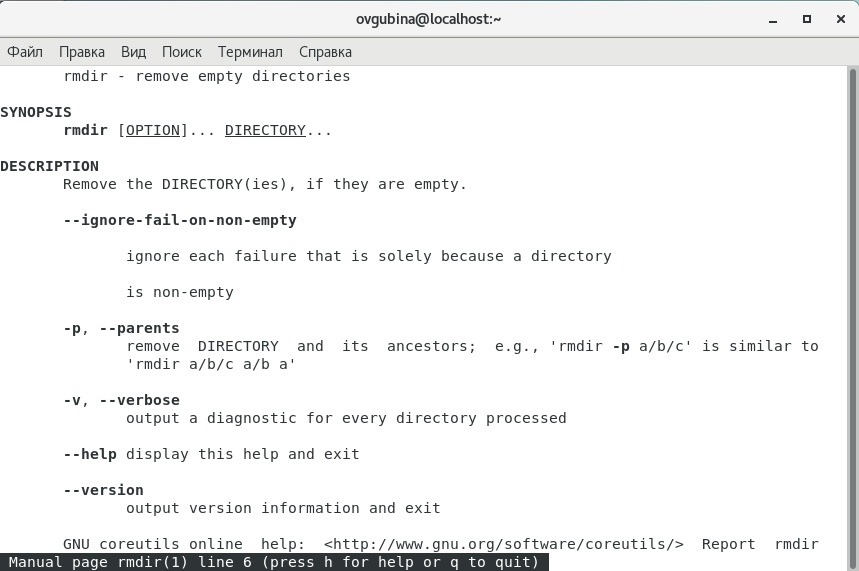 ovgubina@localhost:~
Файл Правка Вид Поиск Терминал Справка
rmdir - remove empty directories
SYNOPSIS
rmdir [OPTION]... DIRECTORY...
DESCRIPTION
Remove the DIRECTORY(ies), if they are empty.
--ignore-fail-on-non-empty
ignore each failure that is solely because a directory
is non-empty
-p, --parents
remove  DIRECTORY  and  its  ancestors;  e.g., 'rmdir -p a/b/c' is similar to
'rmdir a/b/c a/b a'
-v, --verbose
output a diagnostic for every directory processed
--help display this help and exit
--version
output version information and exit
GNU coreutils online  help:  <http://www.gnu.org/software/coreutils/>  Report  rmdir
Manual page rmdir(1) line 6 (press h for help or q to quit)